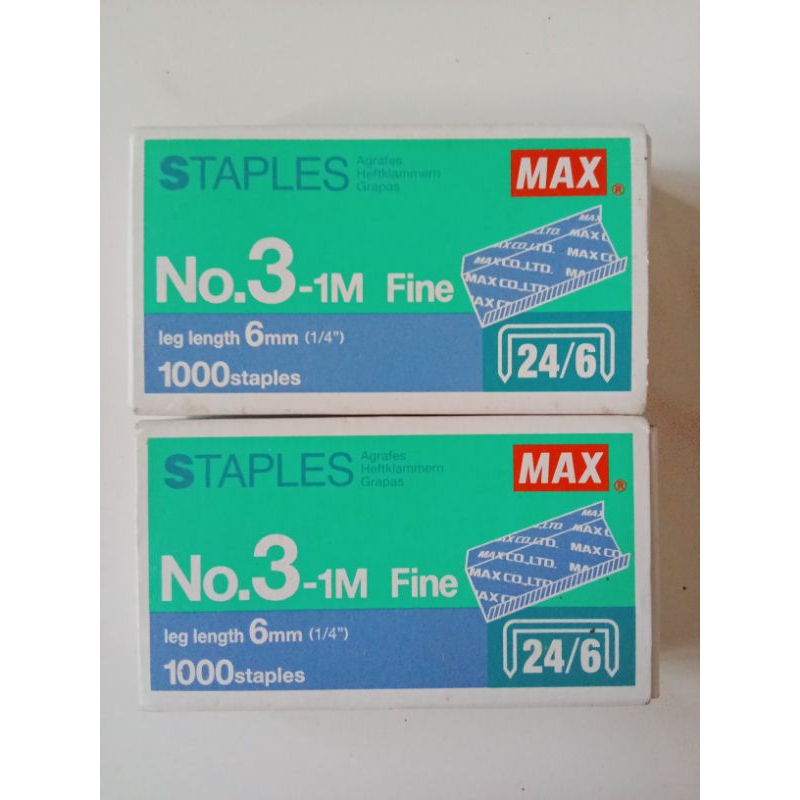 STAPLES
Agrafes
Heftklammern
Grapas
MAX®
No.3-1M Fine
MAX
MAX CO.,LTD.
MAX CO.,LTD.
MAX CO.,LTD.
leg length 6mm (1/4")
1000staples
24/6
STAPLES
Agrafes
Heftklammern
Grapas
MAX®
No.3-1M Fine
MAX
MAX CO.,LTD.
MAX CO.,LTD.
MAX CO.,LTD.
leg length 6mm (1/4")
1000staples
24/6